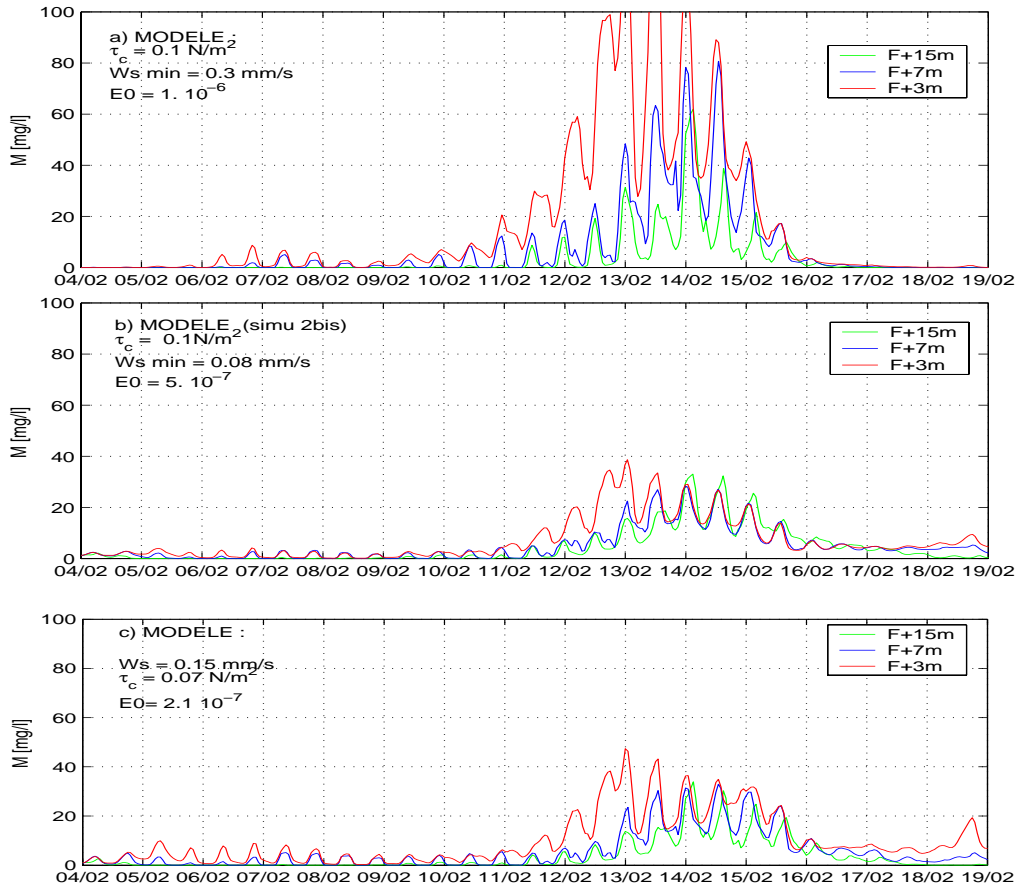 a) MODELE :
τc = 0.1 N/m2
Ws min = 0.3 mm/s
E0 = 1. 10−6
F+15m
F+7m
F+3m
M [mg/l]
100
80
60
40
20
0
04/02 05/02 06/02 07/02 08/02 09/02 10/02 11/02 12/02 13/02 14/02 15/02 16/02 17/02 18/02 19/02
b) MODELE (simu 2bis)
τc = 0.1N/m2
Ws min = 0.08 mm/s
E0 = 5. 10−7
F+15m
F+7m
F+3m
M [mg/l]
100
80
60
40
20
0
04/02 05/02 06/02 07/02 08/02 09/02 10/02 11/02 12/02 13/02 14/02 15/02 16/02 17/02 18/02 19/02
c) MODELE :
Ws = 0.15 mm/s
τc = 0.07 N/m2
E0= 2.1 10−7
F+15m
F+7m
F+3m
M [mg/l]
100
80
60
40
20
0
04/02 05/02 06/02 07/02 08/02 09/02 10/02 11/02 12/02 13/02 14/02 15/02 16/02 17/02 18/02 19/02